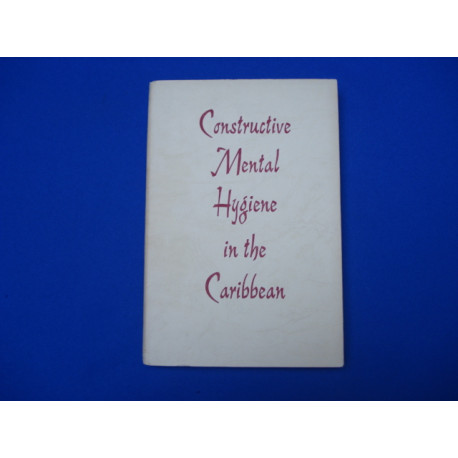 Constructive
Mental
Hygiene
in the
Caribbean